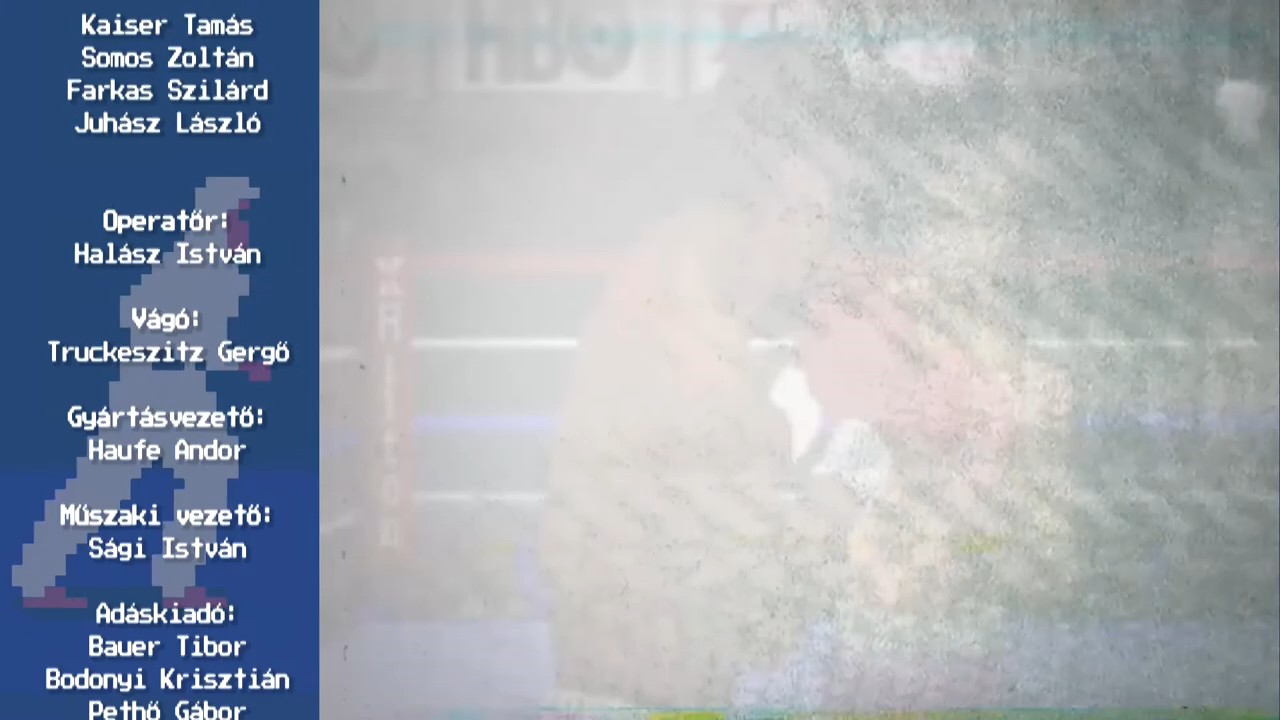 Kaiser Tamás
Somos Zoltán
Farkas Szilárd
Juhász László
Operatőr:
Halász István
Vágó:
Truckeszitz Gergő
Gyártásvezető:
Haufe Andor
Műszaki vezető:
Sági István
Adáskiadó:
Bauer Tibor
Bodonyi Krisztián
Pethő Gábor
HBO